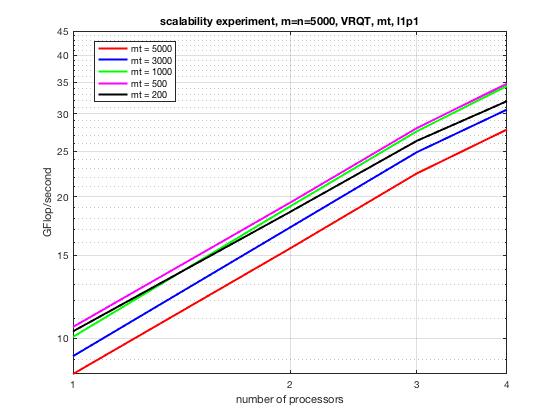 scalability experiment, m=n=5000, VRQT, mt, l1p1
45
40
35
30
25
20
15
10
GFlop/second
mt = 5000
mt = 3000
mt = 1000
mt = 500
mt = 200
1
2
3
4
number of processors